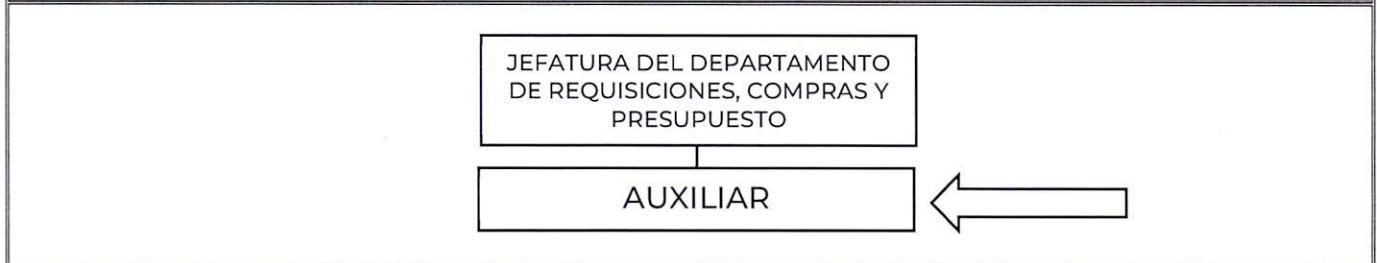 JEFATURA DEL DEPARTAMENTO
DE REQUISICIONES, COMPRAS Y
PRESUPUESTO
AUXILIAR